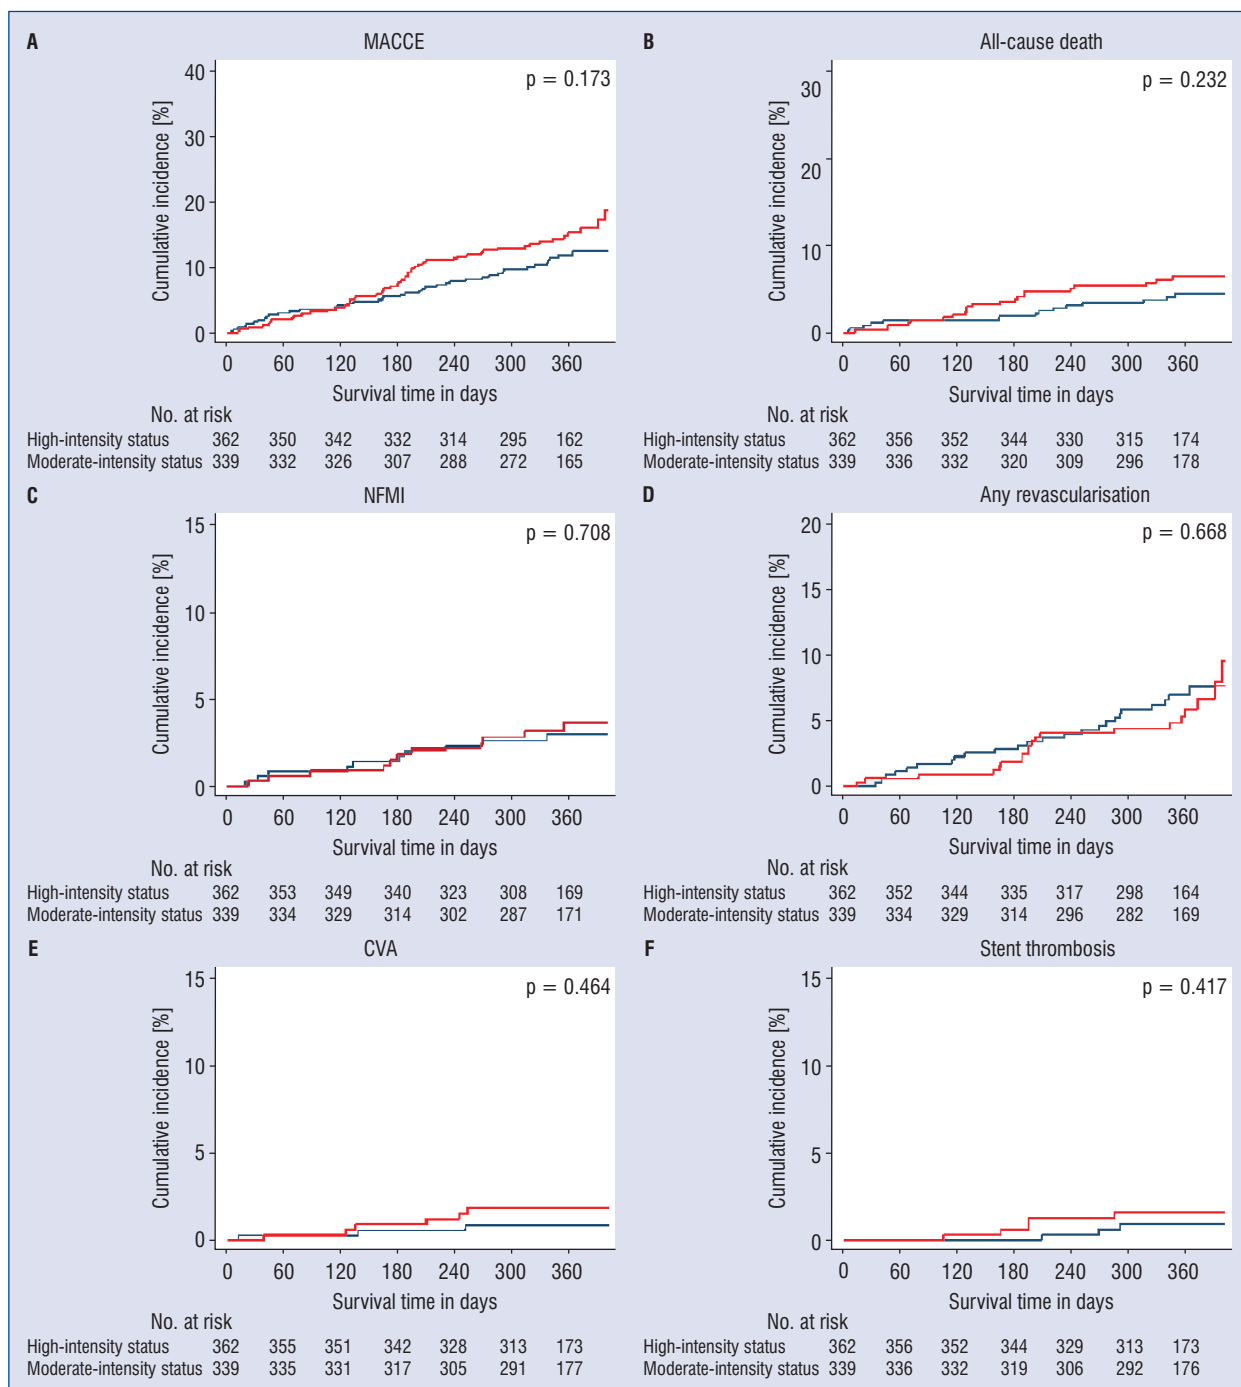 A MACCE
p = 0.173
Cumulative incidence [%]
40
30
20
10
0
0 60 120 180 240 300 360
Survival time in days
No. at risk
High-intensity status 362 350 342 332 314 295 162
Moderate-intensity status 339 332 326 307 288 272 165
B All-cause death
p = 0.232
Cumulative incidence [%]
30
20
10
0
0 60 120 180 240 300 360
Survival time in days
No. at risk
High-intensity status 362 356 352 344 330 315 174
Moderate-intensity status 339 336 332 320 309 296 178
C NFMI
p = 0.708
Cumulative incidence [%]
15
10
5
0
0 60 120 180 240 300 360
Survival time in days
No. at risk
High-intensity status 362 353 349 340 323 308 169
Moderate-intensity status 339 334 329 314 302 287 171
D Any revascularisation
p = 0.668
Cumulative incidence [%]
20
15
10
5
0
0 60 120 180 240 300 360
Survival time in days
No. at risk
High-intensity status 362 352 344 335 317 298 164
Moderate-intensity status 339 334 329 314 296 282 169
E CVA
p = 0.464
Cumulative incidence [%]
15
10
5
0
0 60 120 180 240 300 360
Survival time in days
No. at risk
High-intensity status 362 355 351 342 328 313 173
Moderate-intensity status 339 335 331 317 305 291 177
F Stent thrombosis
p = 0.417
Cumulative incidence [%]
15
10
5
0
0 60 120 180 240 300 360
Survival time in days
No. at risk
High-intensity status 362 356 352 344 329 313 173
Moderate-intensity status 339 336 332 319 306 292 176